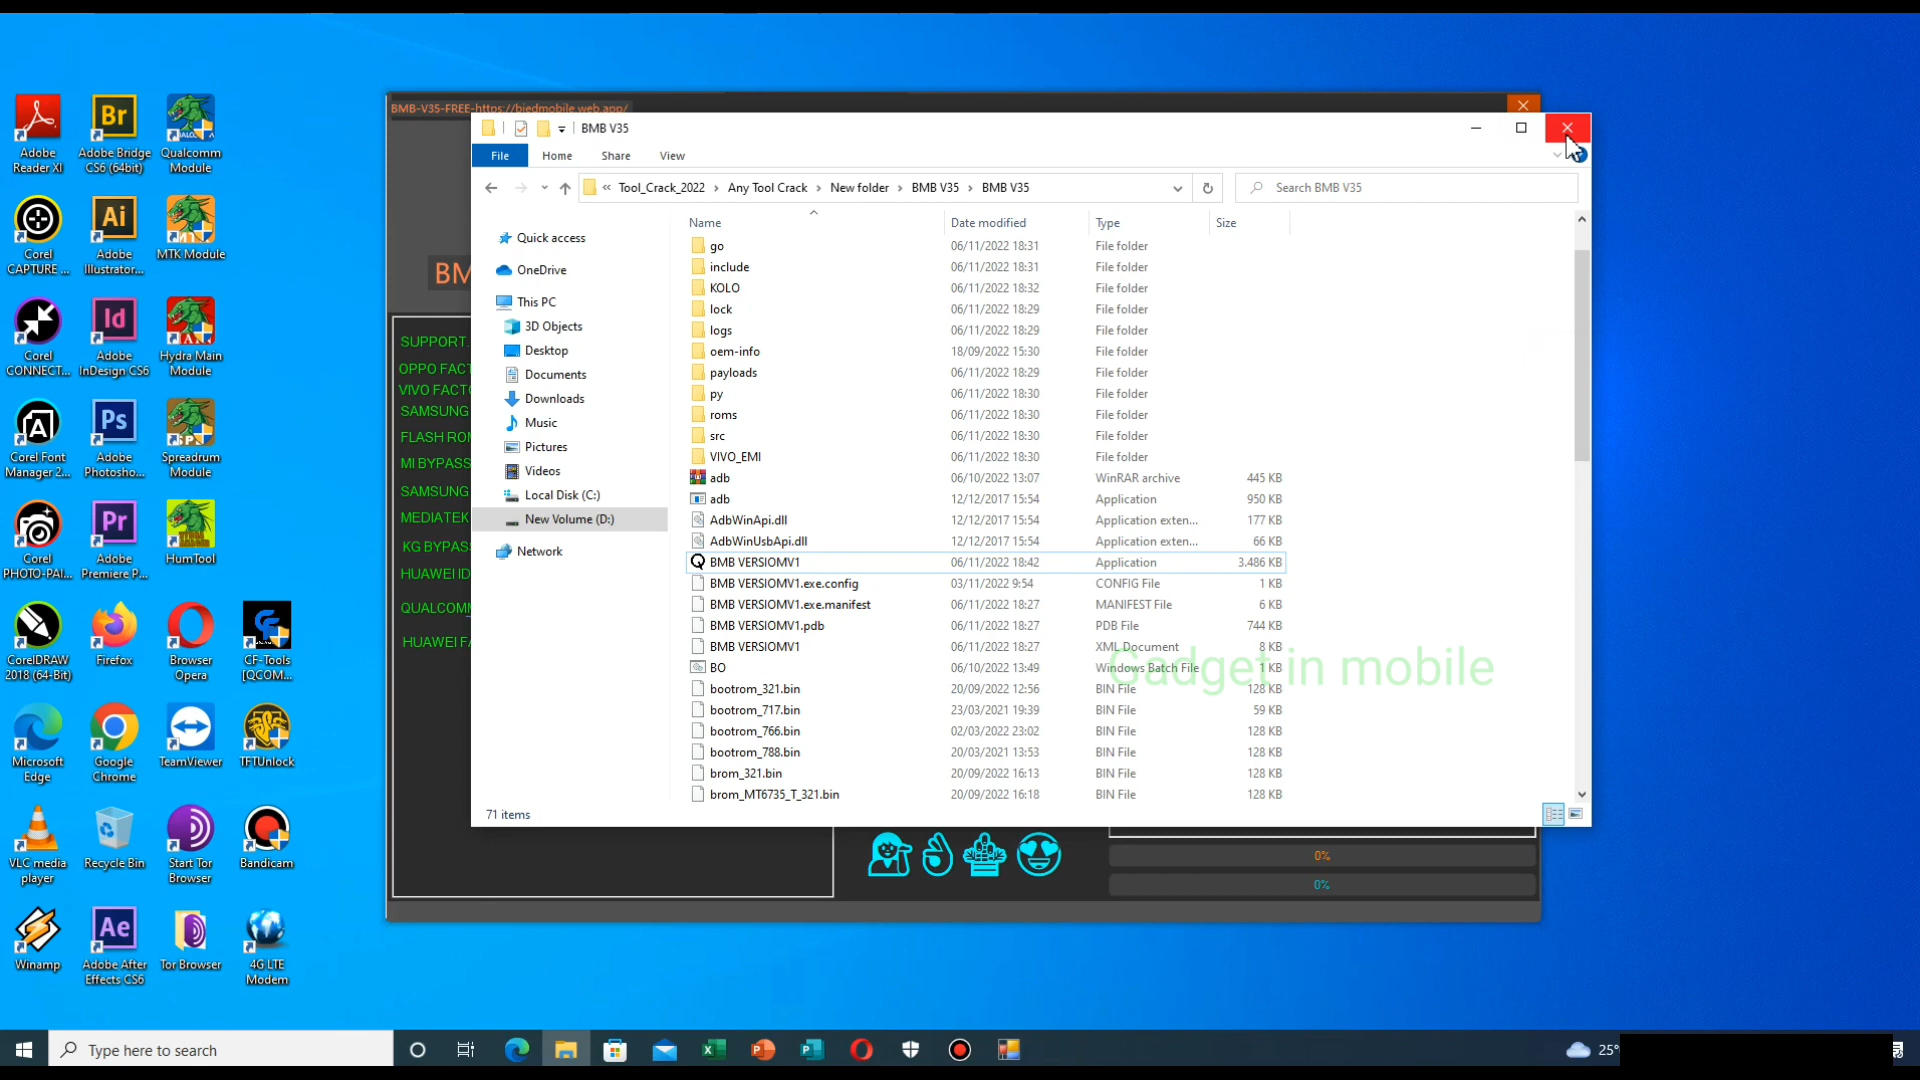 Adobe
Reader XI
Br
Adobe Bridge
CS6 (64bit)
Qualcomm
Module
Corel
CAPTURE ...
Ai
Adobe
Illustrator...
MTK Module
Corel
CONNECT...
Id
Adobe
InDesign CS6
Hydra Main
Module
Corel Font
Manager 2...
Ps
Adobe
Photosho...
Spreadrum
Module
Corel
PHOTO-PAI...
Pr
Adobe
Premiere P...
HumTool
CorelDRAW
2018 (64-Bit)
Firefox
Browser
Opera
CF-Tools
[QCOM...
Microsoft
Edge
Google
Chrome
TeamViewer
TFTUnlock
VLC media
player
Recycle Bin
Start Tor
Browser
Bandicam
Winamp
Ae
Adobe After
Effects CS6
Tor Browser
4G LTE
Modem
BMB-V35-FREE-https://biedmobile.web.app/
BM
SUPPORT.
OPPO FACT
VIVO FACTO
SAMSUNG
FLASH ROM
MI BYPASS
SAMSUNG
MEDIATEK
KG BYPASS
HUAWEI ID
QUALCOMM
HUAWEI FA
BMB V35
File Home Share View
« Tool_Crack_2022 › Any Tool Crack › New folder › BMB V35 › BMB V35
Search BMB V35
Quick access
OneDrive
This PC
3D Objects
Desktop
Documents
Downloads
Music
Pictures
Videos
Local Disk (C:)
New Volume (D:)
Network
Name Date modified Type Size
go 06/11/2022 18:31 File folder
include 06/11/2022 18:31 File folder
KOLO 06/11/2022 18:32 File folder
lock 06/11/2022 18:29 File folder
logs 06/11/2022 18:29 File folder
oem-info 18/09/2022 15:30 File folder
payloads 06/11/2022 18:29 File folder
py 06/11/2022 18:30 File folder
roms 06/11/2022 18:30 File folder
src 06/11/2022 18:30 File folder
VIVO_EMI 06/11/2022 18:30 File folder
adb 06/10/2022 13:07 WinRAR archive 445 KB
adb 12/12/2017 15:54 Application 950 KB
AdbWinApi.dll 12/12/2017 15:54 Application exten... 177 KB
AdbWinUsbApi.dll 12/12/2017 15:54 Application exten... 66 KB
BMB VERSIOMV1 06/11/2022 18:42 Application 3.486 KB
BMB VERSIOMV1.exe.config 03/11/2022 9:54 CONFIG File 1 KB
BMB VERSIOMV1.exe.manifest 06/11/2022 18:27 MANIFEST File 6 KB
BMB VERSIOMV1.pdb 06/11/2022 18:27 PDB File 744 KB
BMB VERSIOMV1 06/11/2022 18:27 XML Document 8 KB
BO 06/10/2022 13:49 Windows Batch File 1 KB
bootrom_321.bin 20/09/2022 12:56 BIN File 128 KB
bootrom_717.bin 23/03/2021 19:39 BIN File 59 KB
bootrom_766.bin 02/03/2022 23:02 BIN File 128 KB
bootrom_788.bin 20/03/2021 13:53 BIN File 128 KB
brom_321.bin 20/09/2022 16:13 BIN File 128 KB
brom_MT6735_T_321.bin 20/09/2022 16:18 BIN File 128 KB
Gadget in mobile
71 items
0%
0%
Type here to search
25°